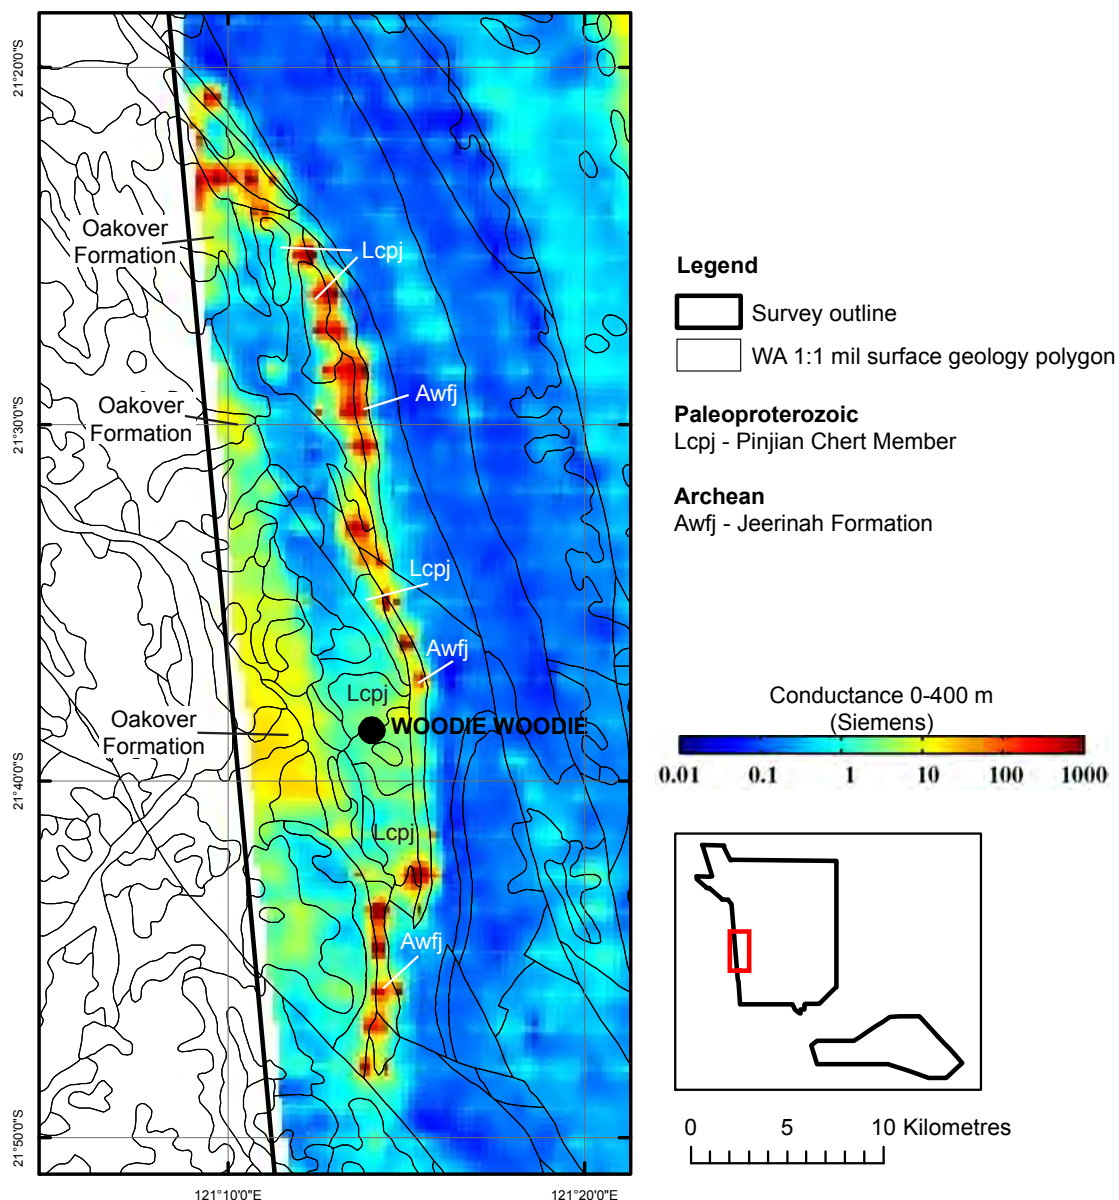 21°20'0"S
21°30'0"S
21°40'0"S
21°50'0"S
121°10'0"E
121°20'0"E
Oakover
Formation
Lcpj
Oakover
Formation
Awfj
Lcpj
Awfj
Lcpj
WOODIE WOODIE
Oakover
Formation
Lcpj
Awfj
Legend
Survey outline
WA 1:1 mil surface geology polygon
Paleoproterozoic
Lcpj - Pinjian Chert Member
Archean
Awfj - Jeerinah Formation
Conductance 0-400 m
(Siemens)
0.01 0.1 1 10 100 1000
0 5 10 Kilometres